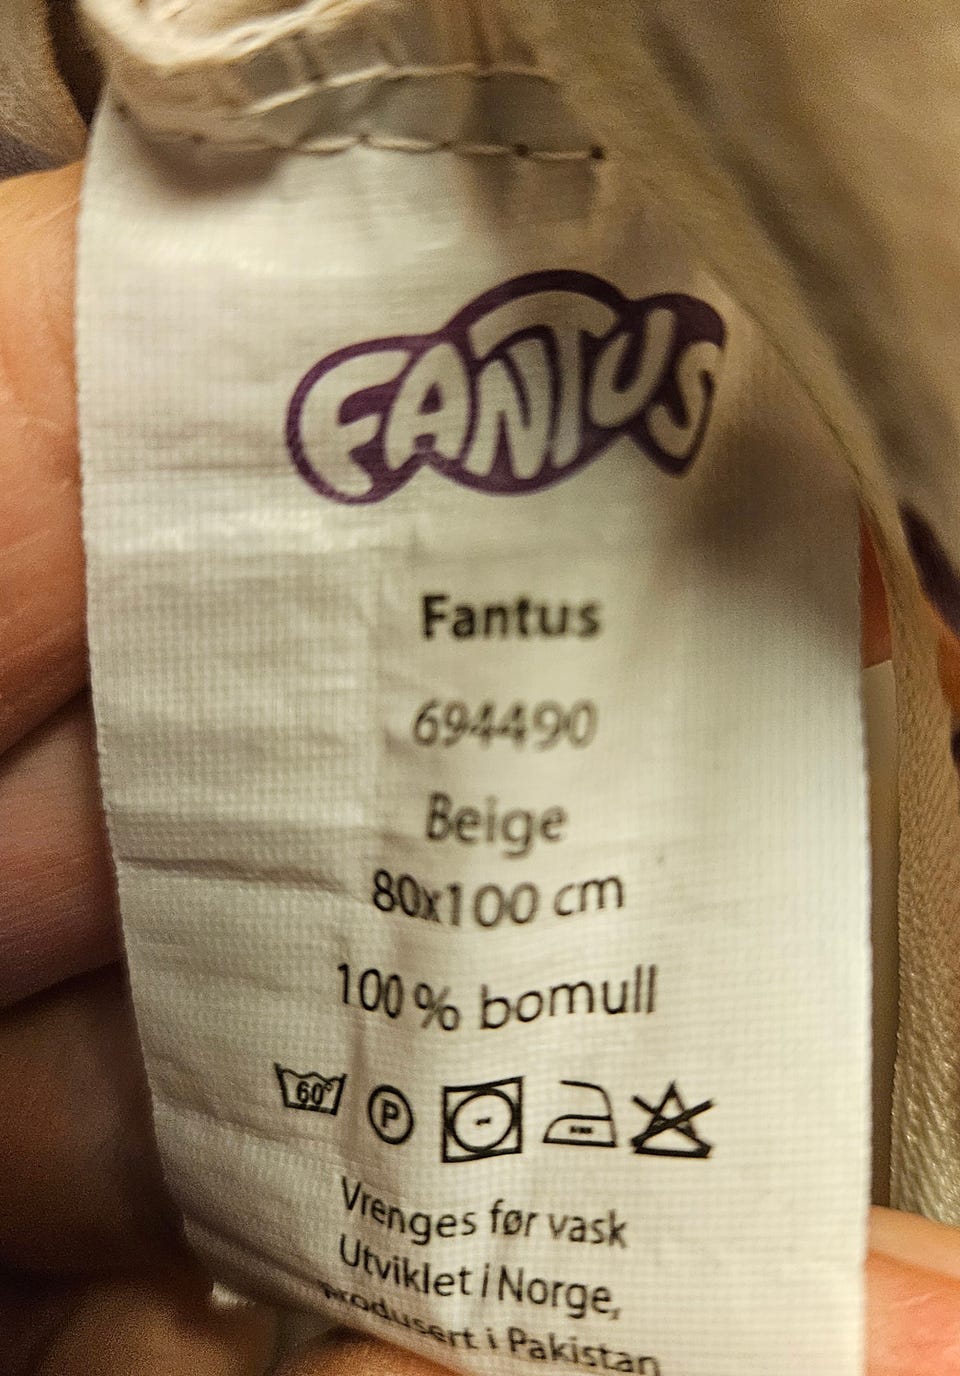 FANTUS
Fantus
694490
Beige
80x100 cm
100 % bomull
60° P
Vrenges før vask
Utviklet i Norge,
produsert i Pakistan